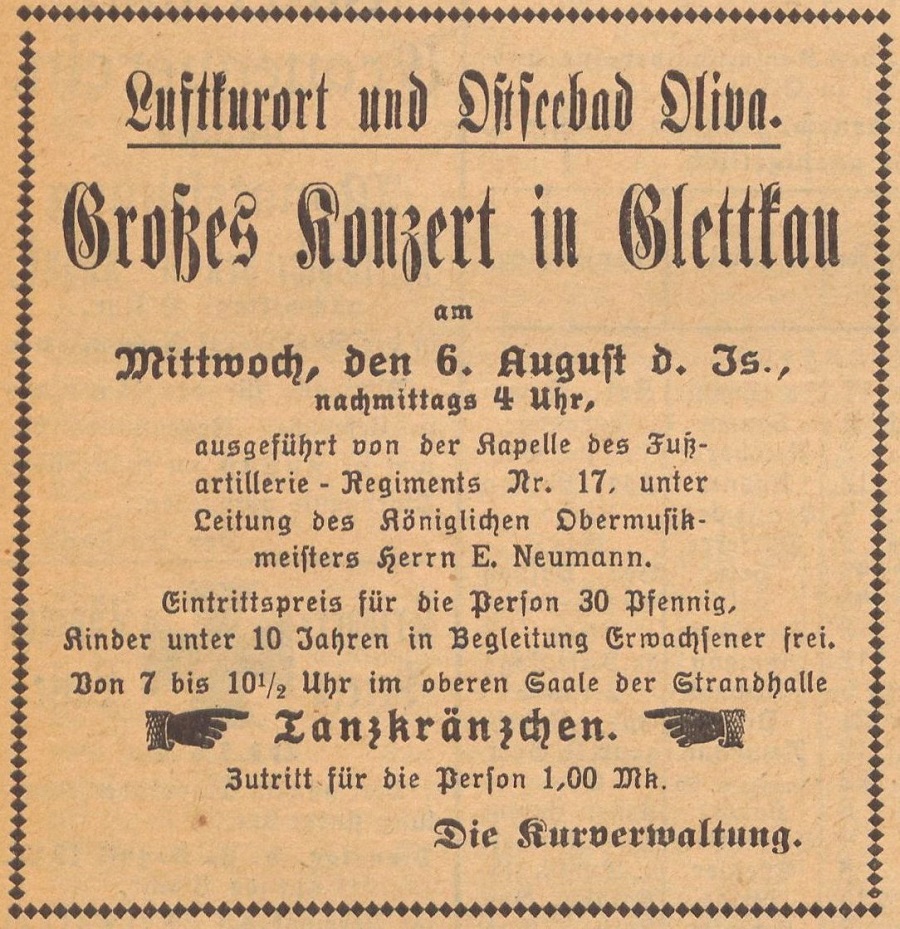 Luftkurort und Ostseebad Oliva.
Großes Konzert in Glettkau
am
Mittwoch, den 6. August d. Js.,
nachmittags 4 Uhr,
ausgeführt von der Kapelle des Fuß-
artillerie-Regiments Nr. 17, unter
Leitung des Königlichen Obermusik-
meisters Herrn E. Neumann.
Eintrittspreis für die Person 30 Pfennig,
Kinder unter 10 Jahren in Begleitung Erwachsener frei.
Von 7 bis 10½ Uhr im oberen Saale der Strandhalle
Tanzkränzchen.
Zutritt für die Person 1,00 Mk.
Die Kurverwaltung.